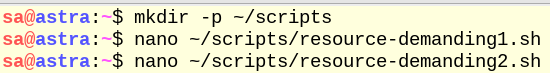 sa@astra:~$ mkdir -p ~/scripts
sa@astra:~$ nano ~/scripts/resource-demanding1.sh
sa@astra:~$ nano ~/scripts/resource-demanding2.sh